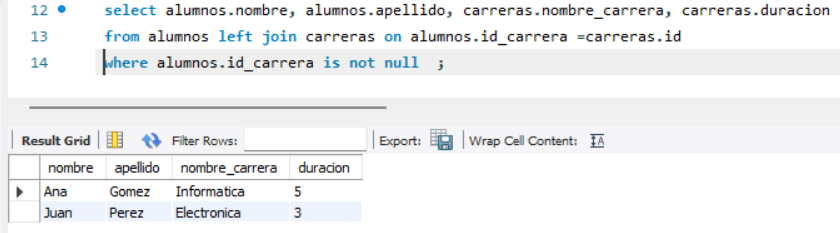 12 select alumnos.nombre, alumnos.apellido, carreras.nombre_carrera, carreras.duracion
13 from alumnos left join carreras on alumnos.id_carrera =carreras.id
14 where alumnos.id_carrera is not null  ;
Result Grid Filter Rows: Export: Wrap Cell Content: IA
nombre apellido nombre_carrera duracion
Ana Gomez Informatica 5
Juan Perez Electronica 3